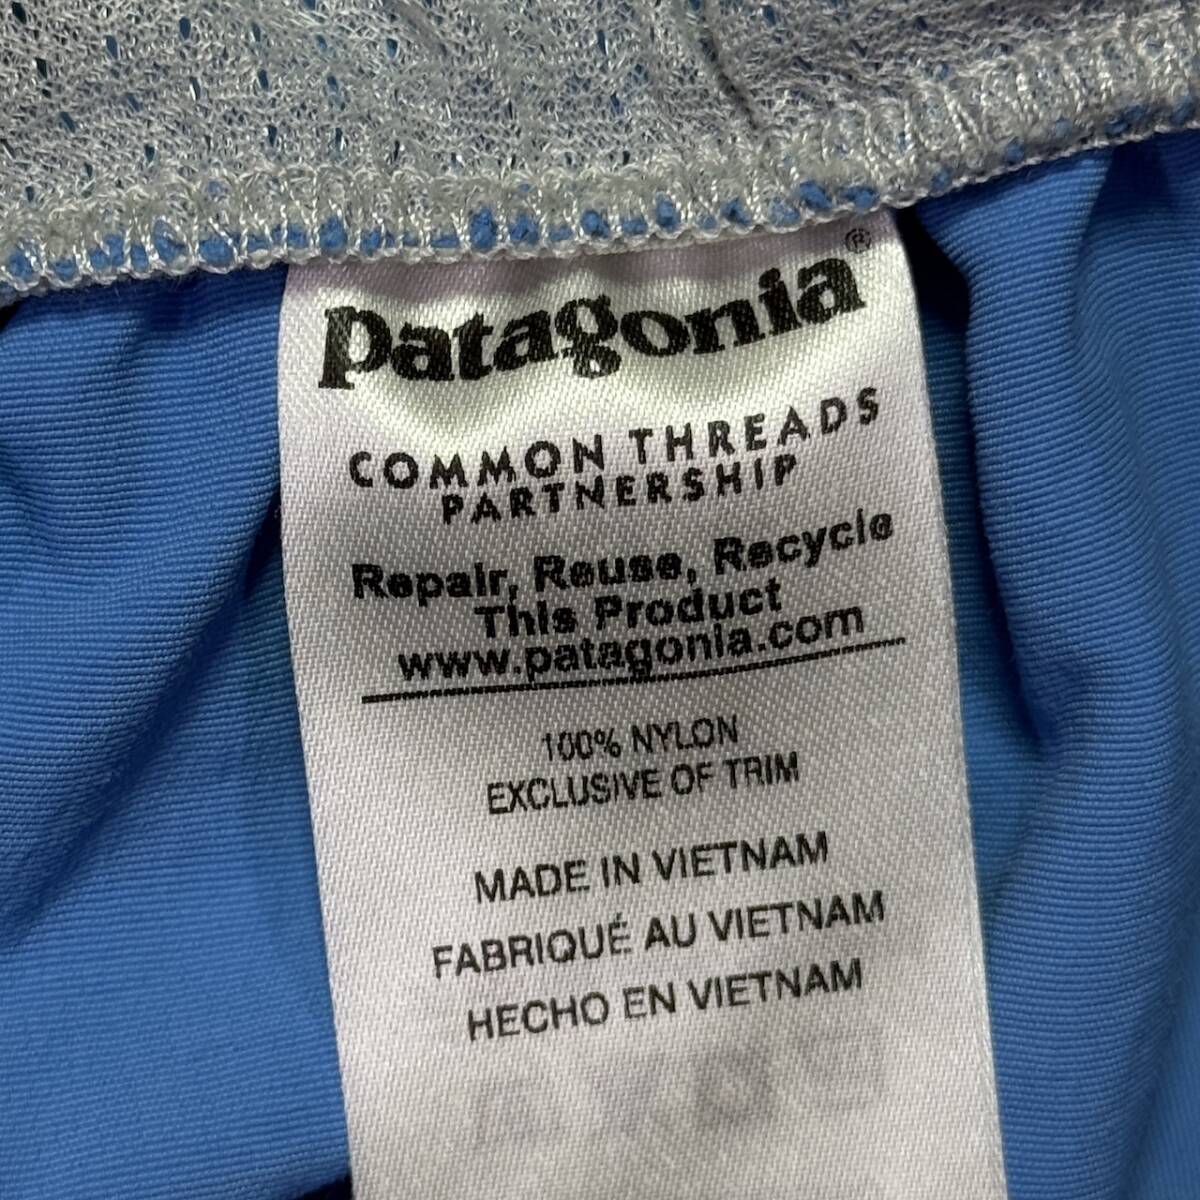 patagonia®
COMMON THREADS
PARTNERSHIP
Repair, Reuse, Recycle
This Product
www.patagonia.com
100% NYLON
EXCLUSIVE OF TRIM
MADE IN VIETNAM
FABRIQUÉ AU VIETNAM
HECHO EN VIETNAM